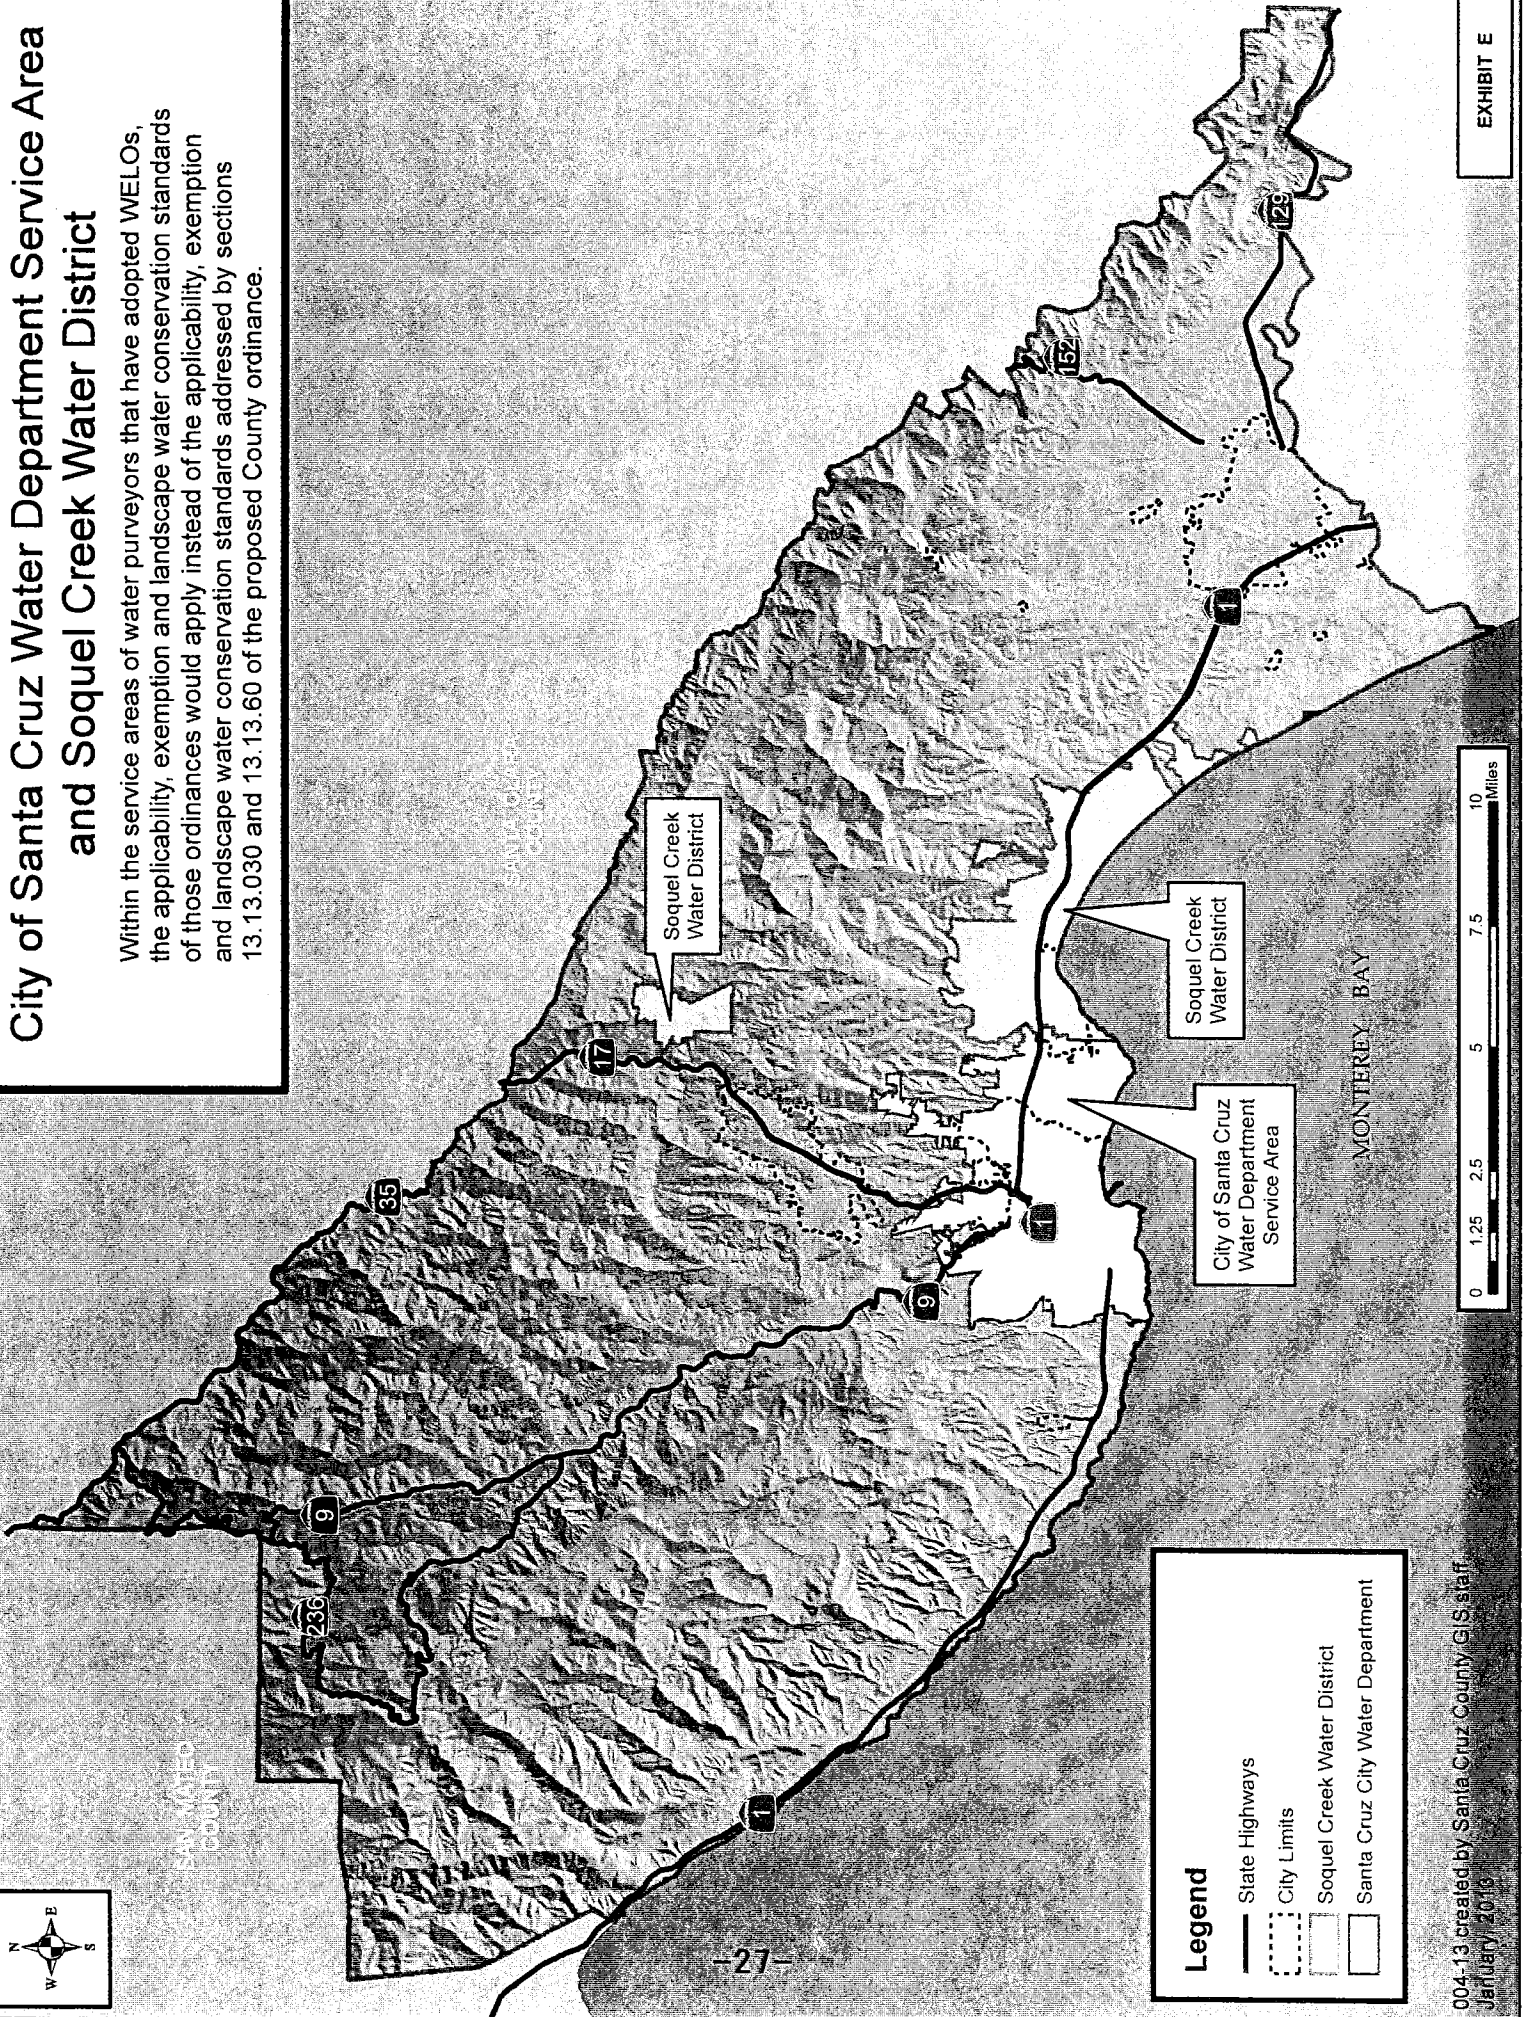 City of Santa Cruz Water Department Service Area
and Soquel Creek Water District
Within the service areas of water purveyors that have adopted WELOs,
the applicability, exemption and landscape water conservation standards
of those ordinances would apply instead of the applicability, exemption
and landscape water conservation standards addressed by sections
13.13.030 and 13.13.60 of the proposed County ordinance.
N
W
E
S
SAN MATEO
COUNTY
COUNTY
236
9
35
17
9
1
1
1
152
129
Soquel Creek
Water District
Soquel Creek
Water District
City of Santa Cruz
Water Department
Service Area
MONTEREY BAY
Legend
State Highways
City Limits
Soquel Creek Water District
Santa Cruz City Water Department
0 1.25 2.5 5 7.5 10
Miles
004-13 created by Santa Cruz County GIS staff
January 2013
-27-
EXHIBIT E